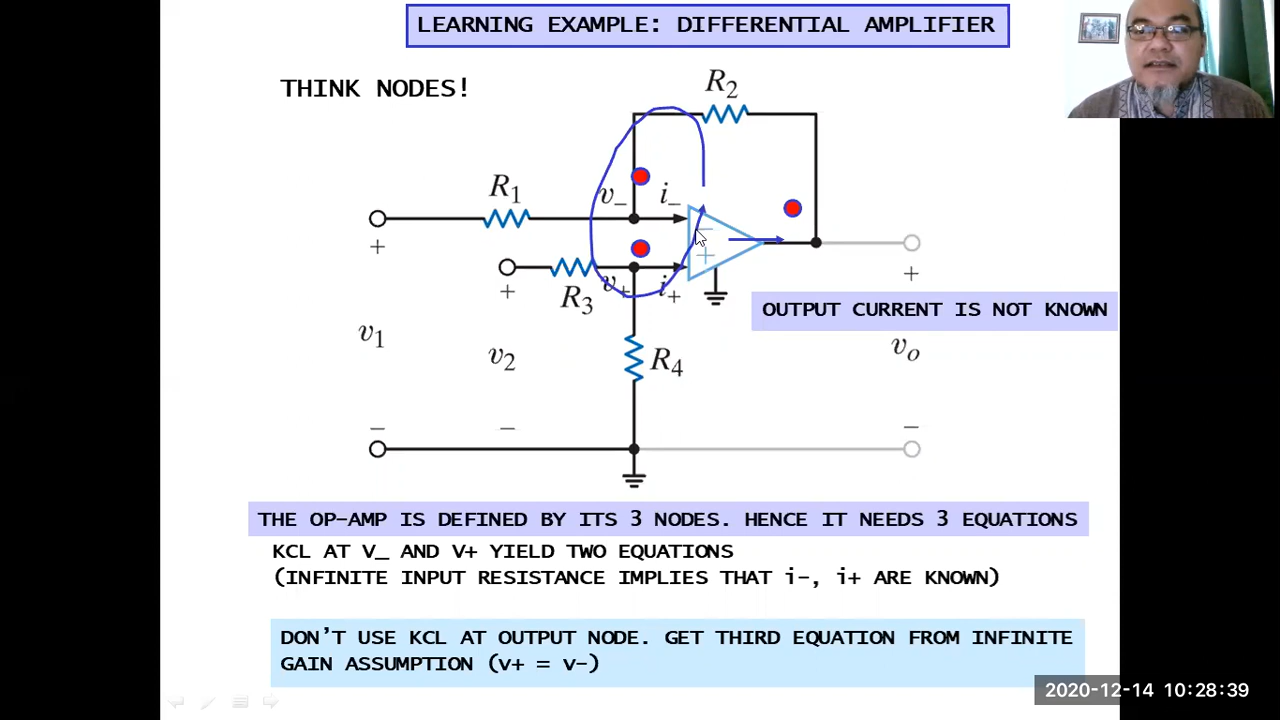 LEARNING EXAMPLE: DIFFERENTIAL AMPLIFIER
THINK NODES!
R2
R1
v_
i_
+
R3
v+
i+
−
+
+
+
OUTPUT CURRENT IS NOT KNOWN
v1
v2
R4
vo
−
−
−
THE OP-AMP IS DEFINED BY ITS 3 NODES. HENCE IT NEEDS 3 EQUATIONS
KCL AT V_ AND V+ YIELD TWO EQUATIONS
(INFINITE INPUT RESISTANCE IMPLIES THAT i-, i+ ARE KNOWN)
DON'T USE KCL AT OUTPUT NODE. GET THIRD EQUATION FROM INFINITE
GAIN ASSUMPTION (v+ = v-)
2020-12-14 10:28:39